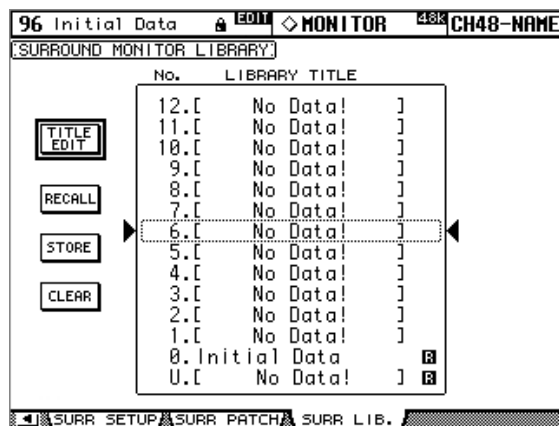 96 Initial Data EDIT ◇MONITOR 48K CH48-NAME
SURROUND MONITOR LIBRARY
No. LIBRARY TITLE
12.[ No Data! ]
11.[ No Data! ]
10.[ No Data! ]
9.[ No Data! ]
8.[ No Data! ]
7.[ No Data! ]
6.[ No Data! ]
5.[ No Data! ]
4.[ No Data! ]
3.[ No Data! ]
2.[ No Data! ]
1.[ No Data! ]
0.Initial Data R
U.[ No Data! ] R
TITLE
EDIT
RECALL
STORE
CLEAR
SURR SETUP SURR PATCH SURR LIB.